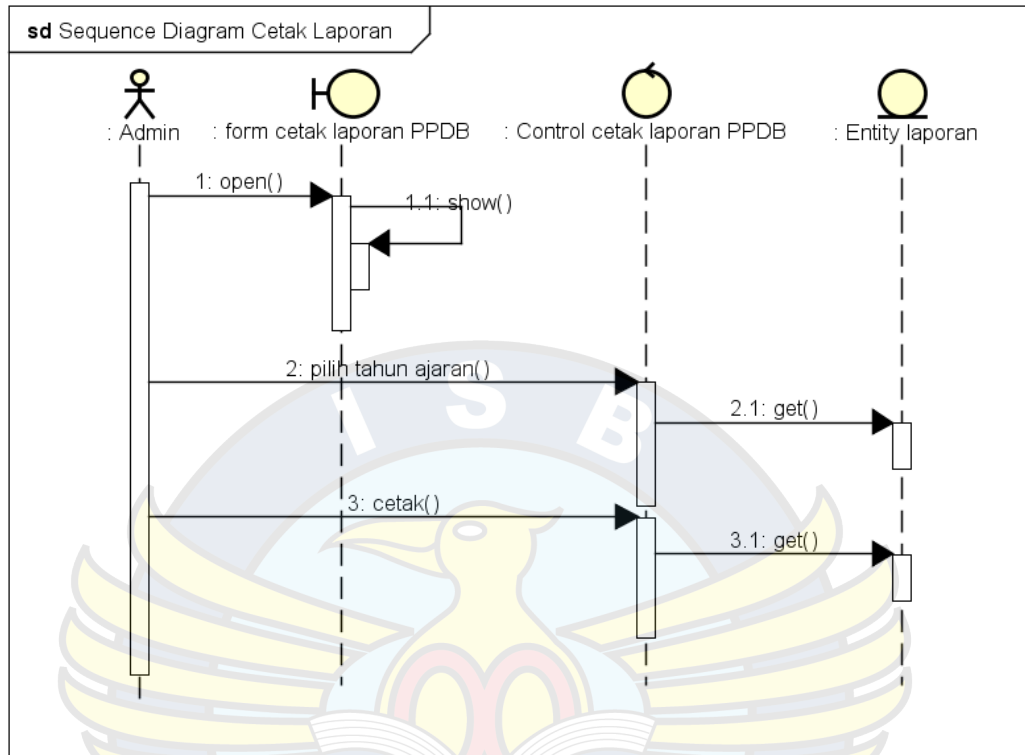 sd Sequence Diagram Cetak Laporan
: Admin : form cetak laporan PPDB : Control cetak laporan PPDB : Entity laporan
1: open()
1.1: show()
2: pilih tahun ajaran()
2.1: get()
3: cetak()
3.1: get()
I S B